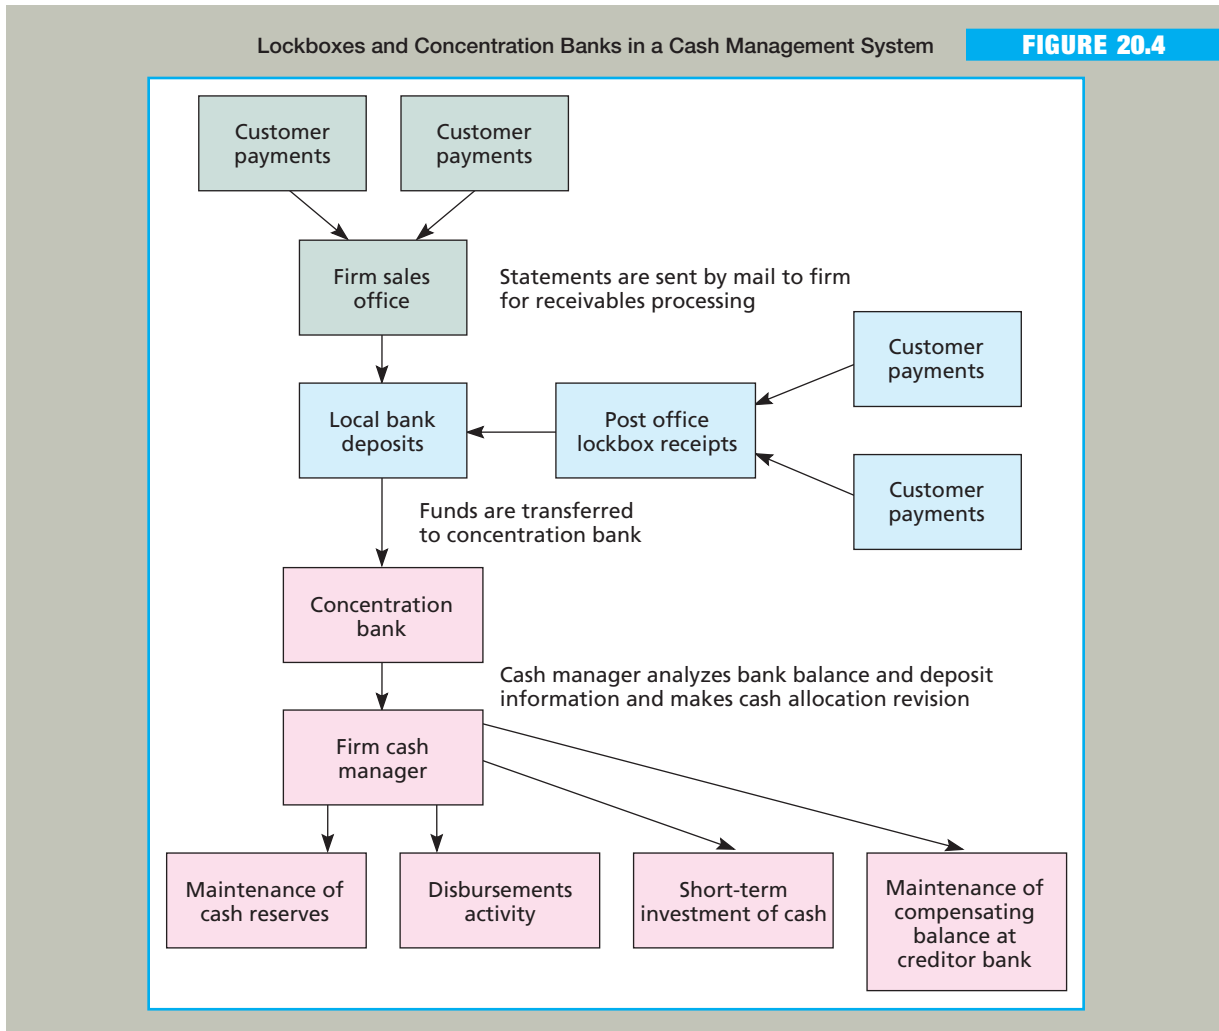 Lockboxes and Concentration Banks in a Cash Management System
FIGURE 20.4
Customer
payments
Customer
payments
Firm sales
office
Statements are sent by mail to firm
for receivables processing
Customer
payments
Local bank
deposits
Post office
lockbox receipts
Customer
payments
Funds are transferred
to concentration bank
Concentration
bank
Cash manager analyzes bank balance and deposit
information and makes cash allocation revision
Firm cash
manager
Maintenance of
cash reserves
Disbursements
activity
Short-term
investment of cash
Maintenance of
compensating
balance at
creditor bank